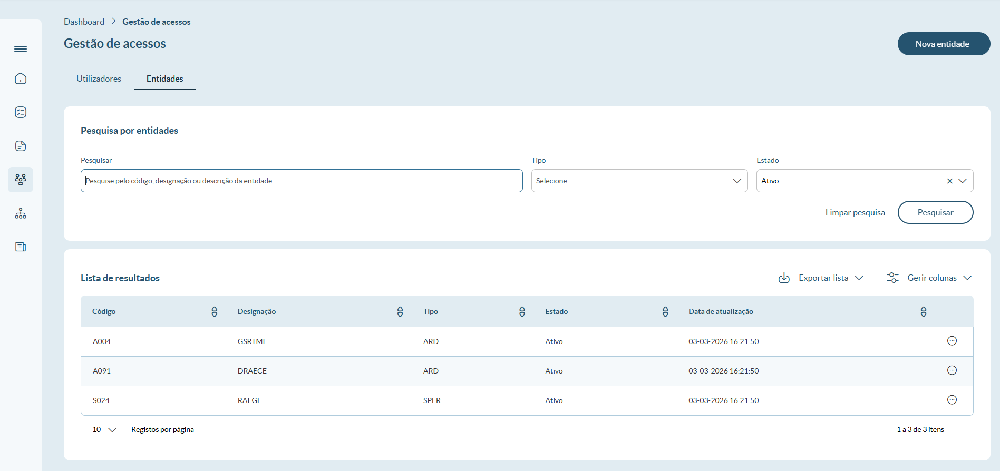 Dashboard > Gestão de acessos
Gestão de acessos
Nova entidade
Utilizadores Entidades
Pesquisa por entidades
Pesquisar Tipo Estado
Pesquise pelo código, designação ou descrição da entidade Selecione Ativo
Limpar pesquisa Pesquisar
Lista de resultados Exportar lista Gerir colunas
Código Designação Tipo Estado Data de atualização
A004 GSRTMI ARD Ativo 03-03-2026 16:21:50
A091 DRAECE ARD Ativo 03-03-2026 16:21:50
S024 RAEGE SPER Ativo 03-03-2026 16:21:50
10 Registos por página 1 a 3 de 3 itens